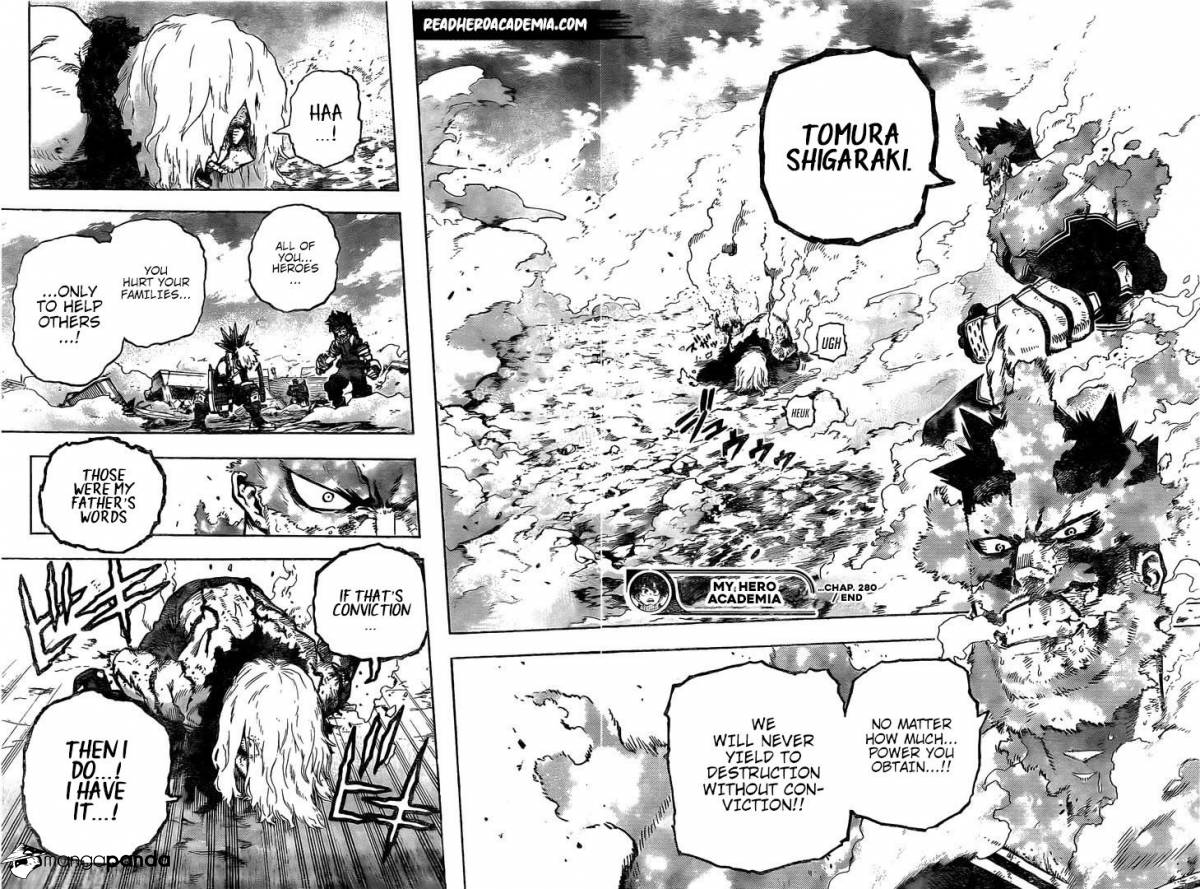 READHEROACADEMIA.COM
TOMURA
SHIGARAKI.
UGH
HEUK
NO MATTER
HOW MUCH...
POWER YOU
OBTAIN...!!
WE
WILL NEVER
YIELD TO
DESTRUCTION
WITHOUT CON-
VICTION!!
MY HERO
ACADEMIA
...CHAP. 280
/ END
HAA
...!
ALL OF
YOU...
HEROES
...
YOU
HURT YOUR
FAMILIES...
...ONLY
TO HELP
OTHERS
...!
THOSE
WERE MY
FATHER'S
WORDS
IF THAT'S
CONVICTION
...
THEN I
DO...!
I HAVE
IT...!
mangapanda